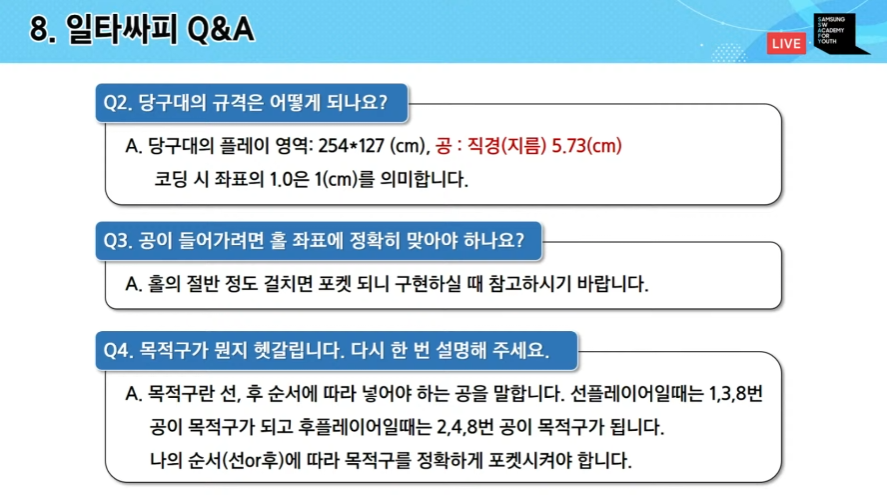 8. 일타싸피 Q&A
LIVE
SAMSUNG
SW
ACADEMY
FOR
YOUTH
Q2. 당구대의 규격은 어떻게 되나요?
A. 당구대의 플레이 영역: 254*127 (cm), 공 : 직경(지름) 5.73(cm)
코딩 시 좌표의 1.0은 1(cm)를 의미합니다.
Q3. 공이 들어가려면 홀 좌표에 정확히 맞아야 하나요?
A. 홀의 절반 정도 걸치면 포켓 되니 구현하실 때 참고하시기 바랍니다.
Q4. 목적구가 뭔지 헷갈립니다. 다시 한 번 설명해 주세요.
A. 목적구란 선, 후 순서에 따라 넣어야 하는 공을 말합니다. 선플레이어일때는 1,3,8번
공이 목적구가 되고 후플레이어일때는 2,4,8번 공이 목적구가 됩니다.
나의 순서(선or후)에 따라 목적구를 정확하게 포켓시켜야 합니다.